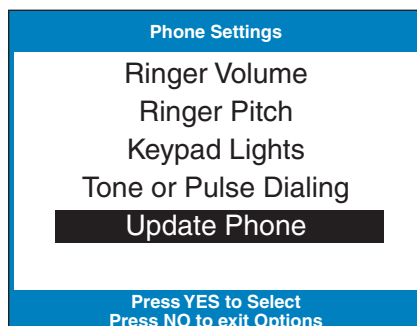 Phone Settings
Ringer Volume
Ringer Pitch
Keypad Lights
Tone or Pulse Dialing
Update Phone
Press YES to Select
Press NO to exit Options